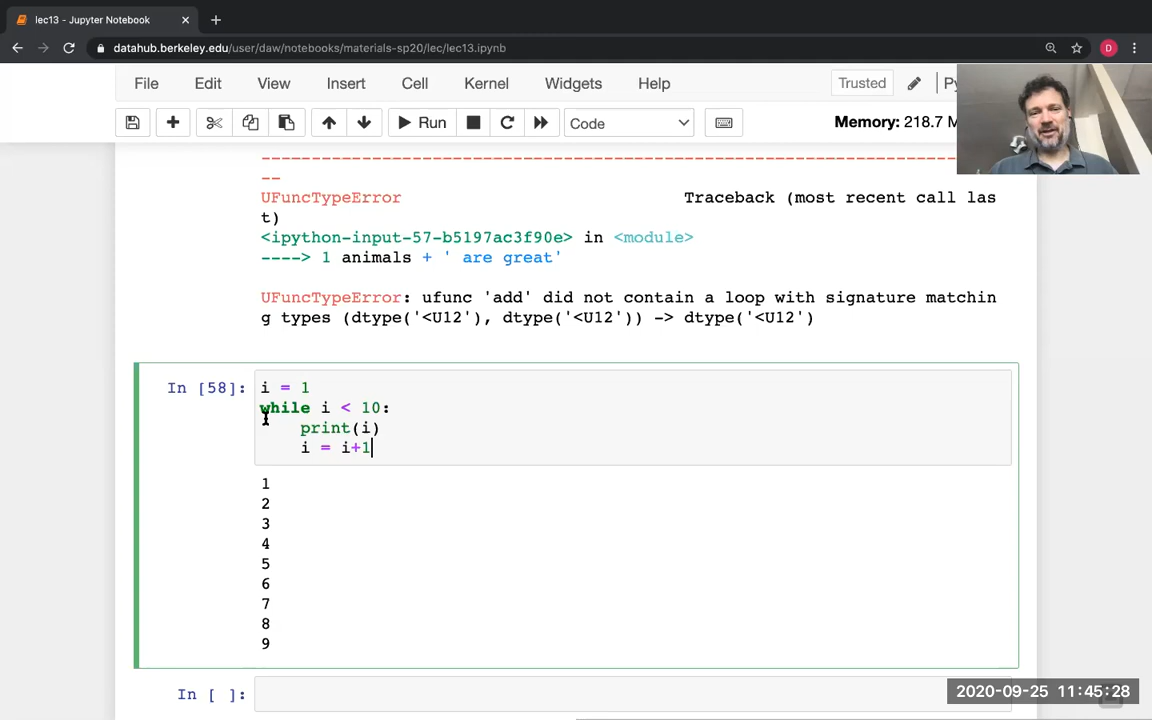 lec13 - Jupyter Notebook
datahub.berkeley.edu/user/daw/notebooks/materials-sp20/lec/lec13.ipynb
D
File Edit View Insert Cell Kernel Widgets Help Trusted Py
Run Code Memory: 218.7 M
--------------------------------------------------------------------------
--
UFuncTypeError Traceback (most recent call las
t)
<ipython-input-57-b5197ac3f90e> in <module>
----> 1 animals + ' are great'
UFuncTypeError: ufunc 'add' did not contain a loop with signature matchin
g types (dtype('<U12'), dtype('<U12')) -> dtype('<U12')
In [58]: i = 1
while i < 10:
print(i)
i = i+1
1
2
3
4
5
6
7
8
9
In [ ]:
2020-09-25 11:45:28